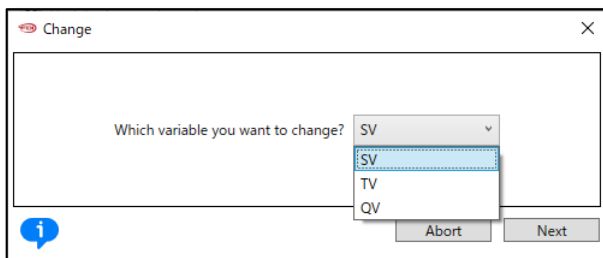 Change
Which variable you want to change? SV
SV
TV
QV
Abort Next